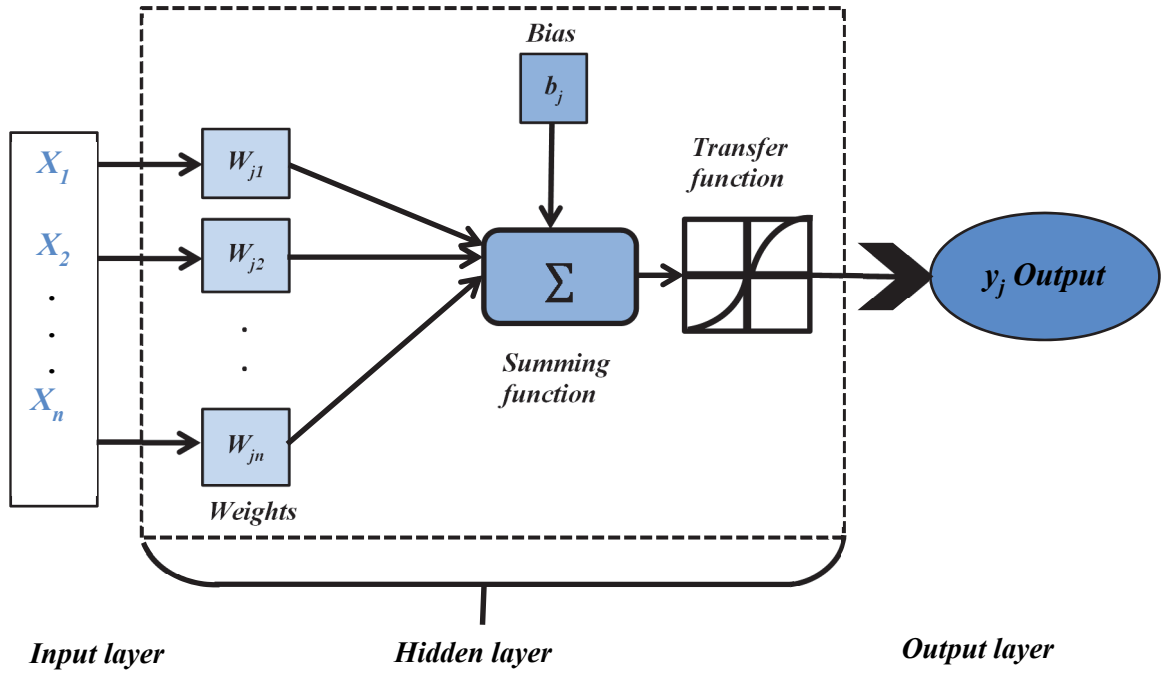 Bias
b_j
X_1
X_2
.
.
.
X_n
W_j1
W_j2
.
.
W_jn
Weights
Σ
Summing
function
Transfer
function
y_j Output
Input layer
Hidden layer
Output layer